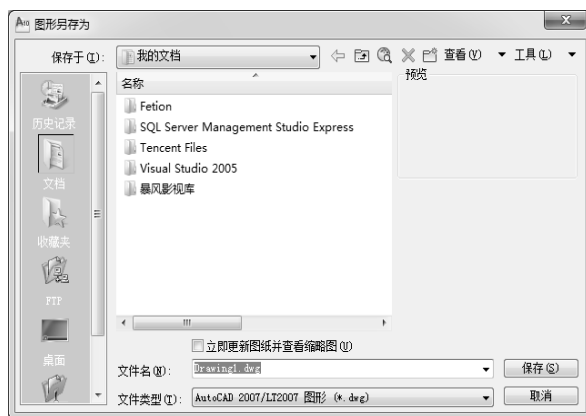 图形另存为
保存于(I):
我的文档
查看(V)
工具(L)
名称
预览
历史记录
文档
收藏夹
FTP
桌面
Fetion
SQL Server Management Studio Express
Tencent Files
Visual Studio 2005
暴风影视库
立即更新图纸并查看缩略图(U)
文件名(N):
Drawing1.dwg
保存(S)
文件类型(T):
AutoCAD 2007/LT2007 图形 (*.dwg)
取消